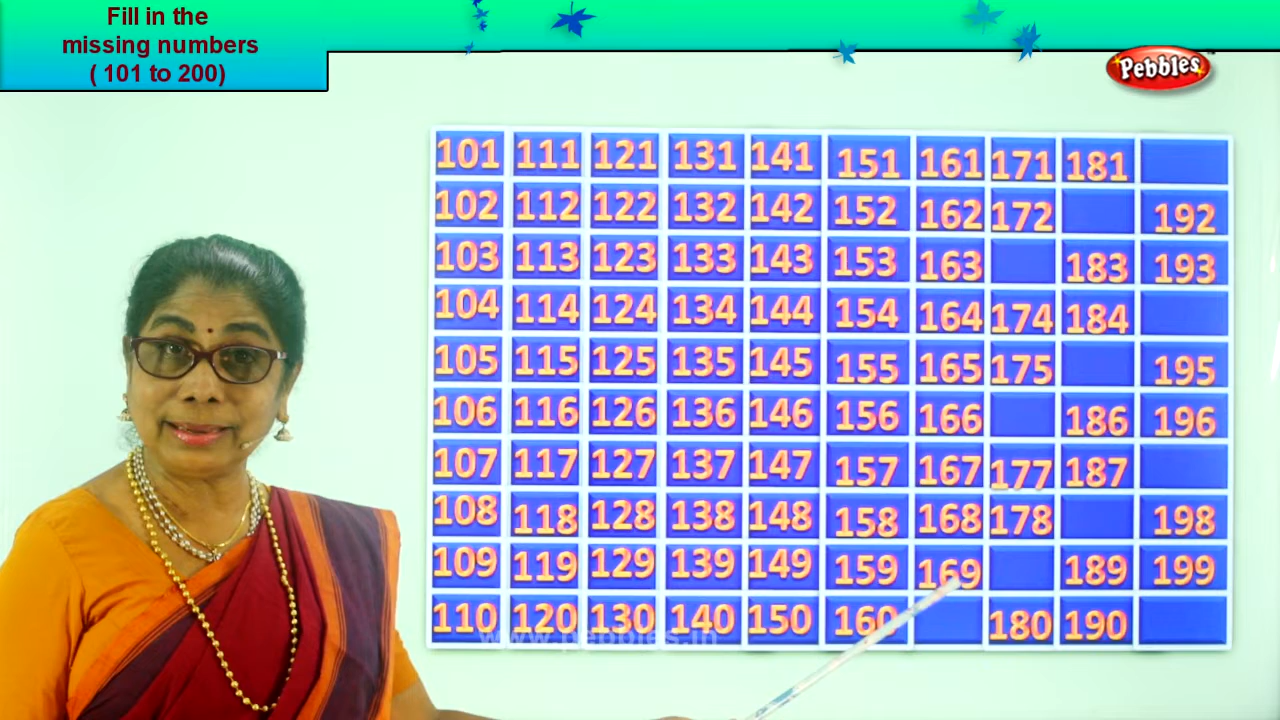 Fill in the
missing numbers
( 101 to 200)
Pebbles
101 111 121 131 141 151 161 171 181
102 112 122 132 142 152 162 172 192
103 113 123 133 143 153 163 183 193
104 114 124 134 144 154 164 174 184
105 115 125 135 145 155 165 175 195
106 116 126 136 146 156 166 186 196
107 117 127 137 147 157 167 177 187
108 118 128 138 148 158 168 178 198
109 119 129 139 149 159 169 189 199
110 120 130 140 150 160 180 190
www.pebbles.in